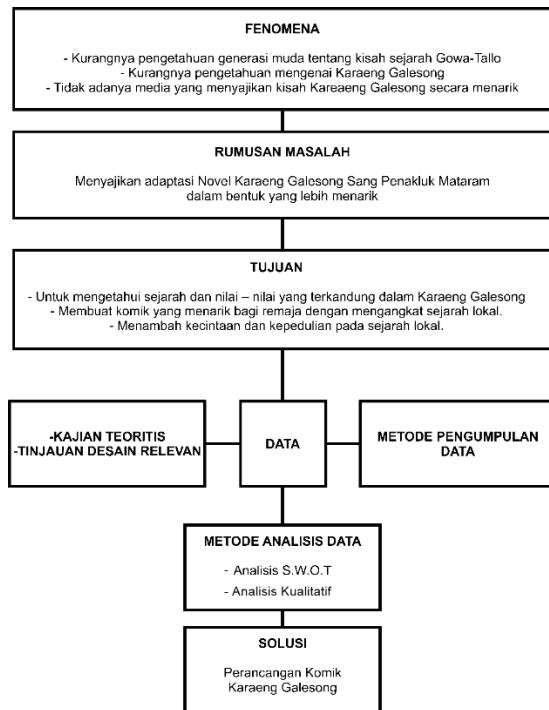 FENOMENA
- Kurangnya pengetahuan generasi muda tentang kisah sejarah Gowa-Tallo
- Kurangnya pengetahuan mengenai Karaeng Galesong
- Tidak adanya media yang menyajikan kisah Kareaeng Galesong secara menarik
RUMUSAN MASALAH
Menyajikan adaptasi Novel Karaeng Galesong Sang Penakluk Mataram
dalam bentuk yang lebih menarik
TUJUAN
- Untuk mengetahui sejarah dan nilai – nilai yang terkandung dalam Karaeng Galesong
- Membuat komik yang menarik bagi remaja dengan mengangkat sejarah lokal.
- Menambah kecintaan dan kepedulian pada sejarah lokal.
-KAJIAN TEORITIS
-TINJAUAN DESAIN RELEVAN
DATA
METODE PENGUMPULAN
DATA
METODE ANALISIS DATA
- Analisis S.W.O.T
- Analisis Kualitatif
SOLUSI
Perancangan Komik
Karaeng Galesong